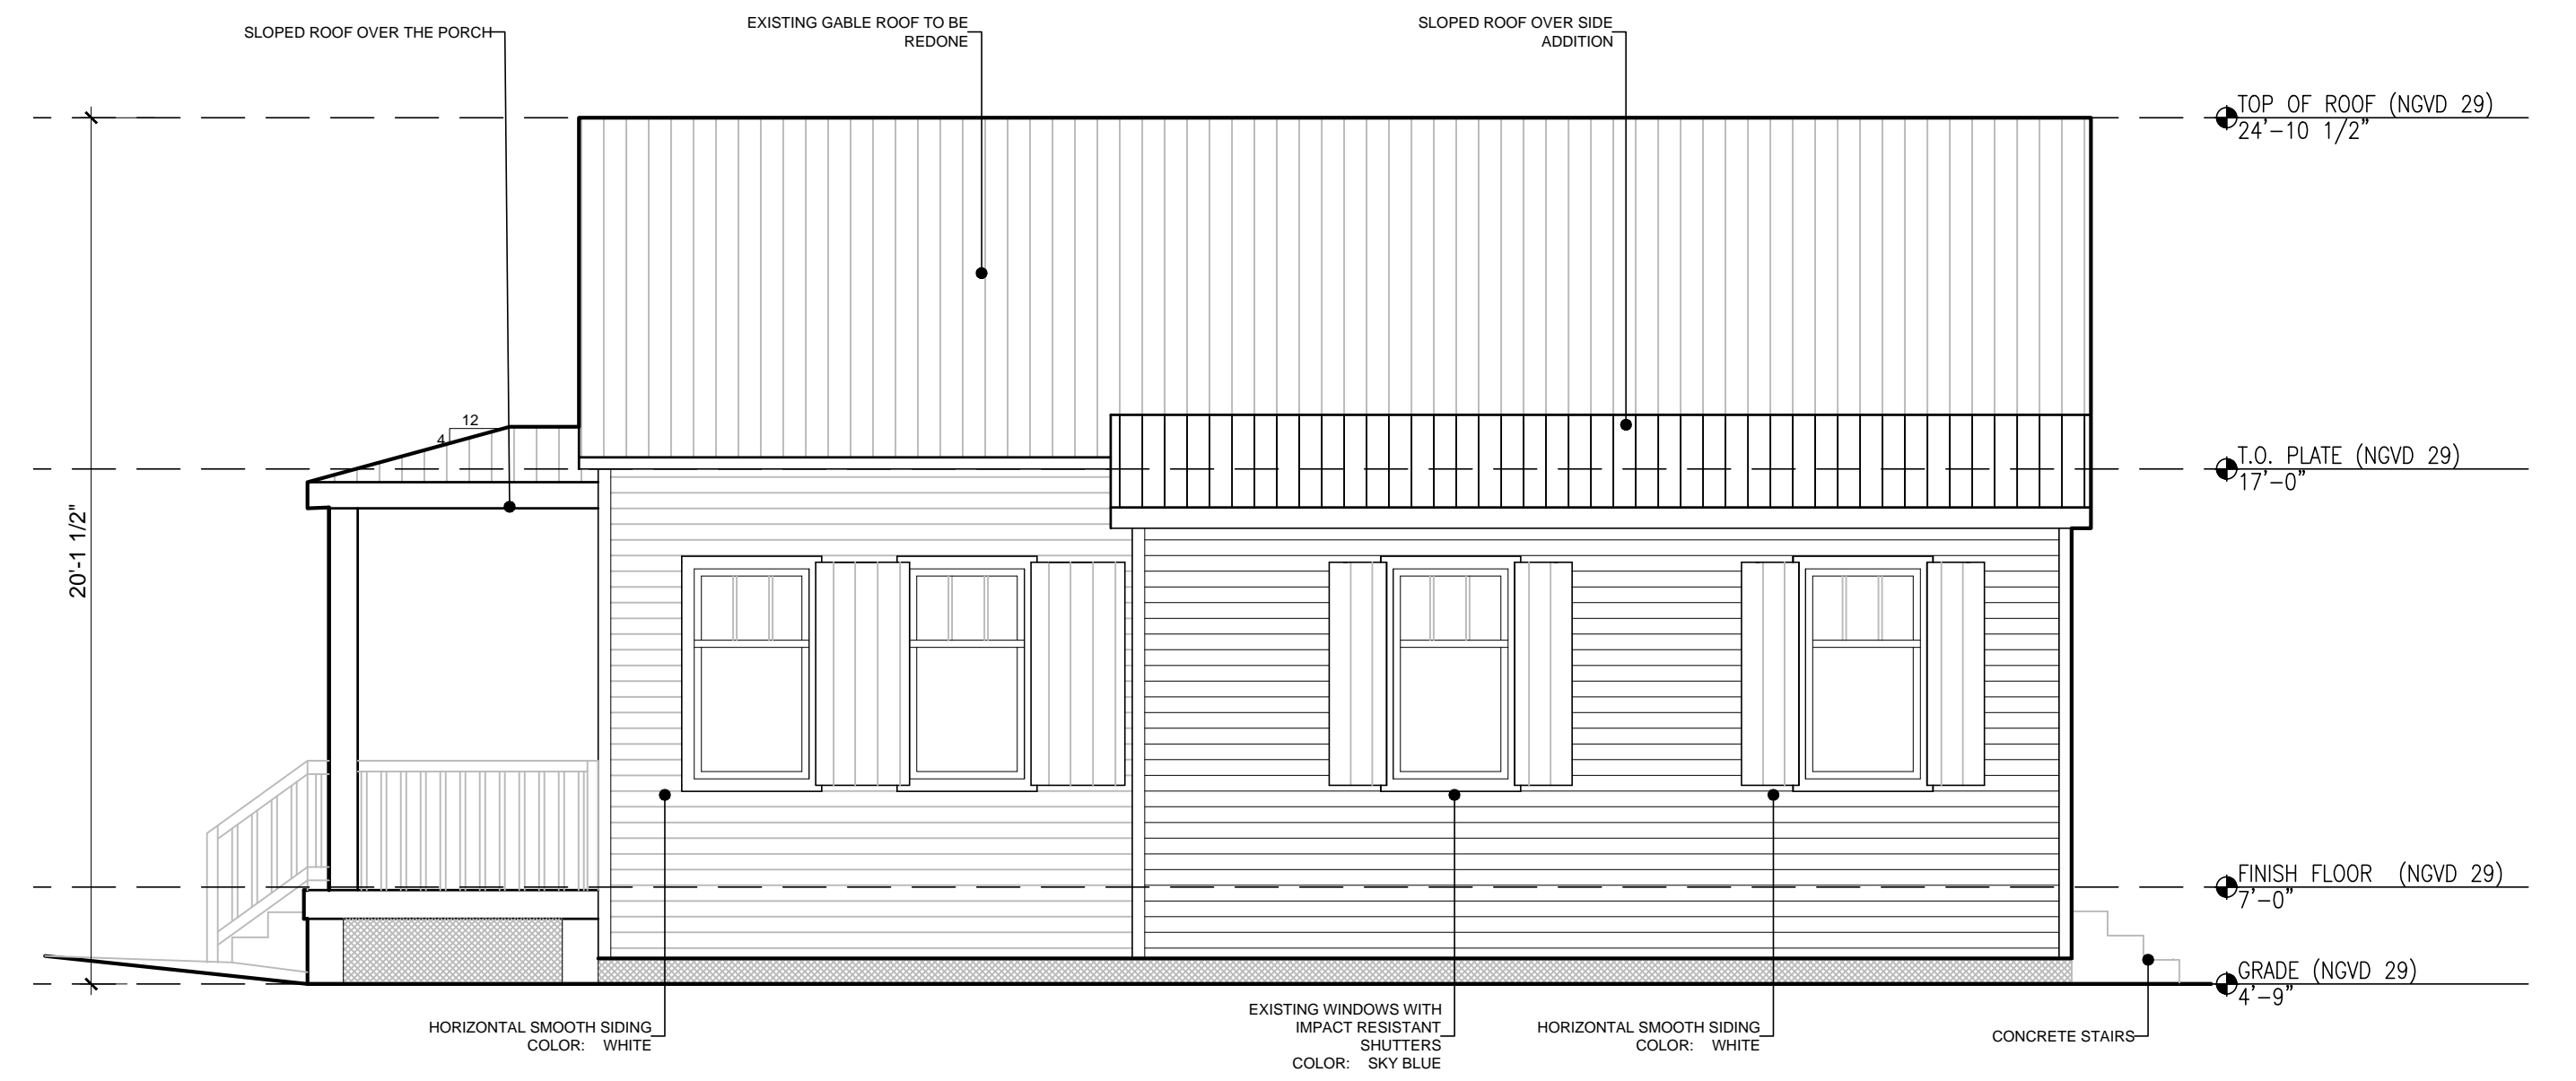 SLOPED ROOF OVER THE PORCH
EXISTING GABLE ROOF TO BE
REDONE
SLOPED ROOF OVER SIDE
ADDITION
TOP OF ROOF (NGVD 29)
24'-10 1/2"
12
4
T.O. PLATE (NGVD 29)
17'-0"
20'-1 1/2"
FINISH FLOOR (NGVD 29)
7'-0"
GRADE (NGVD 29)
4'-9"
HORIZONTAL SMOOTH SIDING
COLOR: WHITE
EXISTING WINDOWS WITH
IMPACT RESISTANT
SHUTTERS
COLOR: SKY BLUE
HORIZONTAL SMOOTH SIDING
COLOR: WHITE
CONCRETE STAIRS